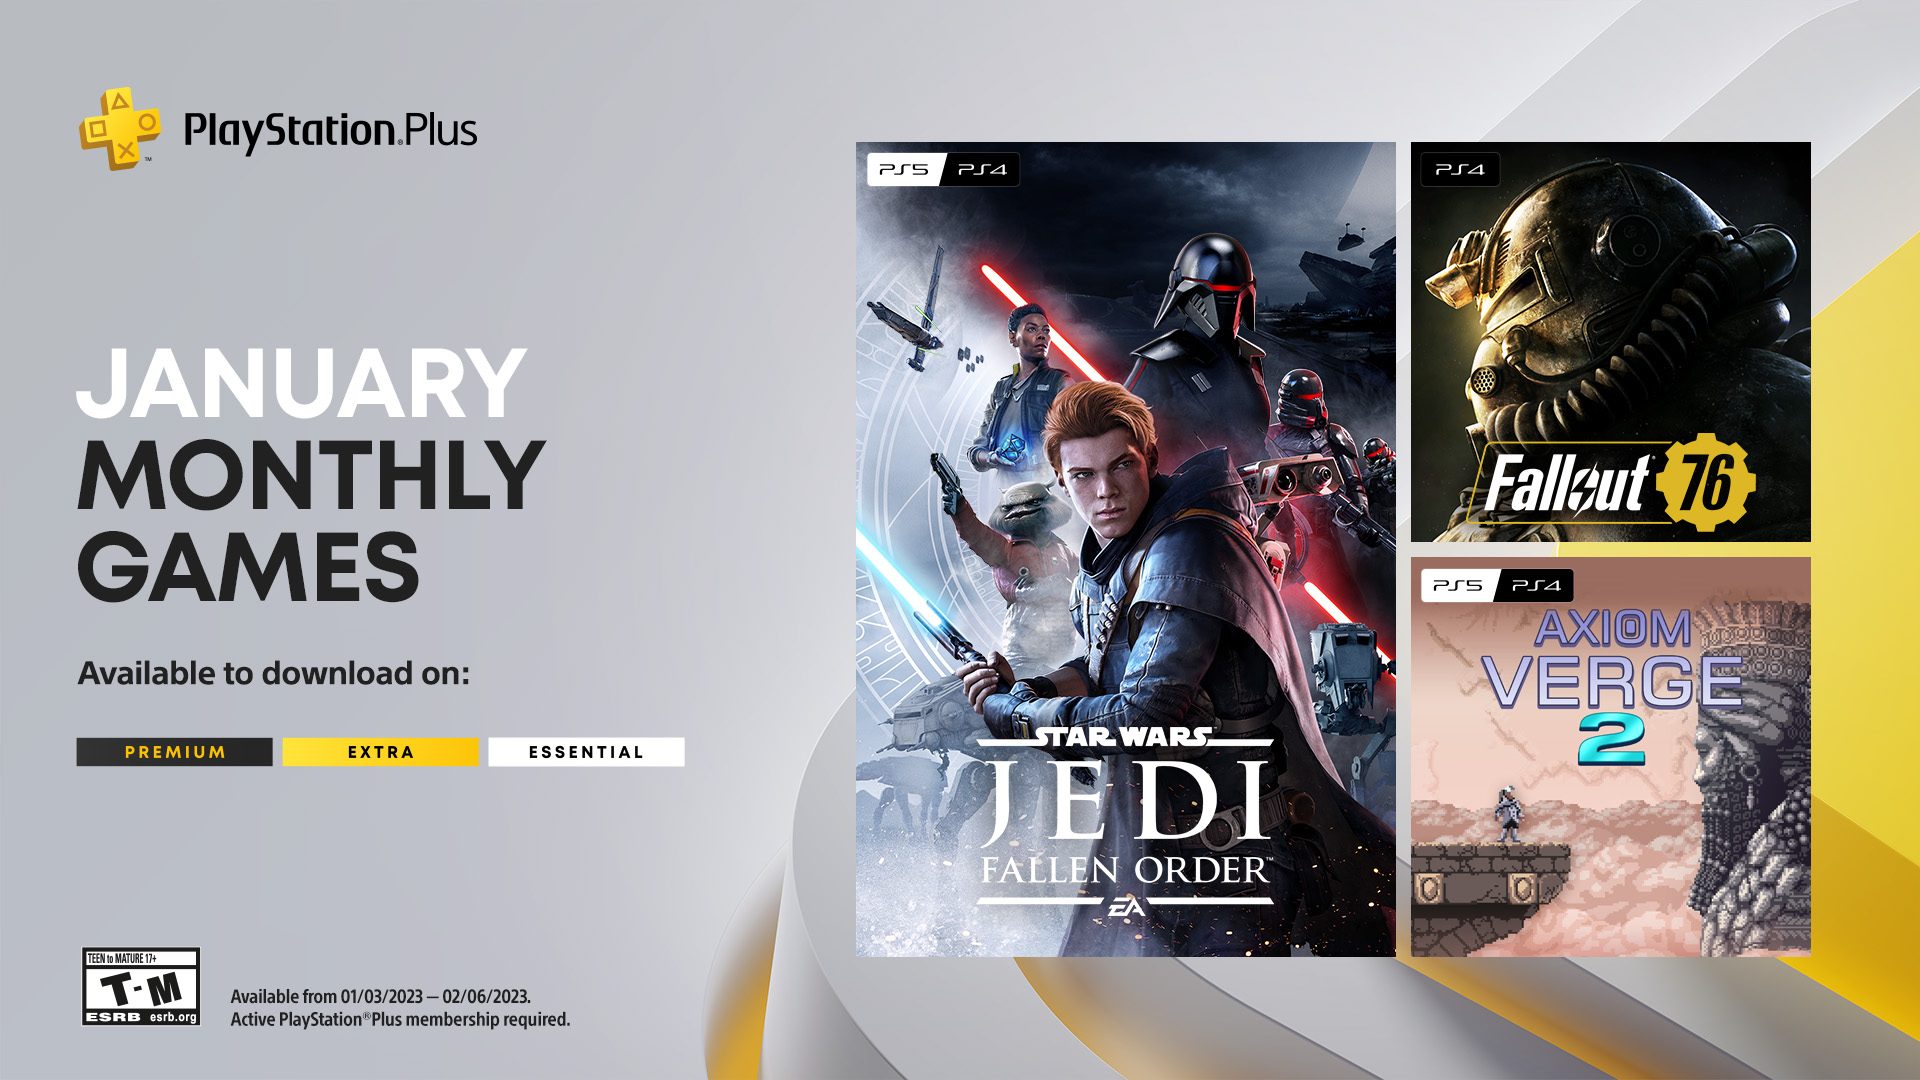 PlayStation®Plus
JANUARY
MONTHLY
GAMES
Available to download on:
PREMIUM
EXTRA
ESSENTIAL
TEEN to MATURE 17+
T-M
ESRB esrb.org
Available from 01/03/2023 – 02/06/2023.
Active PlayStation®Plus membership required.
PS5 PS4
STAR WARS
JEDI
FALLEN ORDER™
EA
PS4
Fallout 76
PS5 PS4
AXIOM
VERGE
2